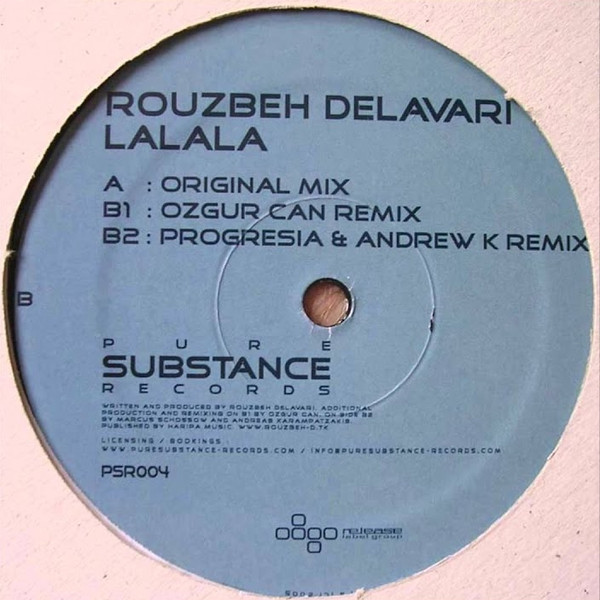 ROUZBEH DELAVARI
LALALA
A : ORIGINAL MIX
B1 : OZGUR CAN REMIX
B2 : PROGRESIA & ANDREW K REMIX
B
PURE
SUBSTANCE
RECORDS
WRITTEN AND PRODUCED BY ROUZBEH DELAVARI. ADDITIONAL
PRODUCTION AND REMIXING ON B1 BY OZGUR CAN. ON SIDE B2
BY MARCUS SCHOSSOW AND ANDREAS KARAMPATZAKIS.
PUBLISHED BY HARIPA MUSIC. WWW.ROUZBEH-D.TK
LICENSING / BOOKINGS :
WWW.PURESUBSTANCE-RECORDS.COM / INFO@PURESUBSTANCE-RECORDS.COM
PSR004
release
label group